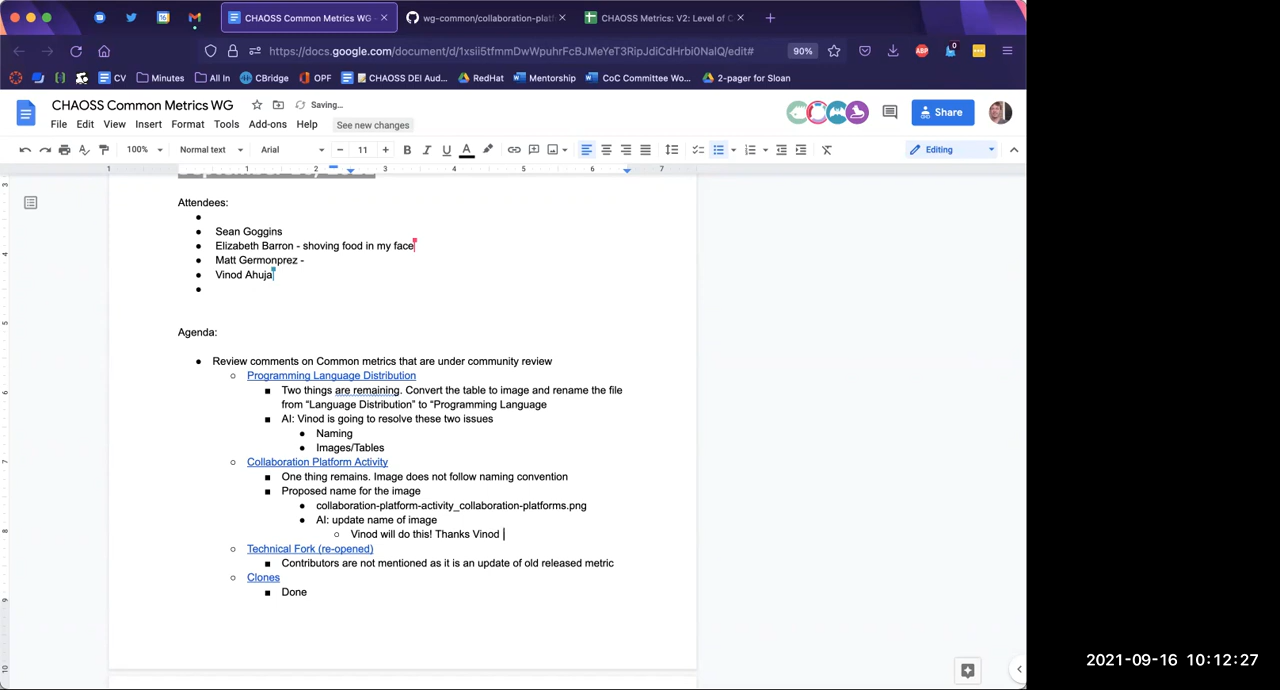 CHAOSS Common Metrics WG -
wg-common/collaboration-platf
CHAOSS Metrics: V2: Level of C
https://docs.google.com/document/d/1xsii5tfmmDwWpuhrFcBJMeYeT3RipJdiCdHrbi0NaIQ/edit#
90%
CV
Minutes
All In
CBridge
OPF
CHAOSS DEI Aud...
RedHat
Mentorship
CoC Committee Wo...
2-pager for Sloan
CHAOSS Common Metrics WG
Saving...
File Edit View Insert Format Tools Add-ons Help
See new changes
Share
100% Normal text Arial 11 Editing
Attendees:
Sean Goggins
Elizabeth Barron - shoving food in my face
Matt Germonprez -
Vinod Ahuja
Agenda:
Review comments on Common metrics that are under community review
Programming Language Distribution
Two things are remaining. Convert the table to image and rename the file
from “Language Distribution” to “Programming Language
AI: Vinod is going to resolve these two issues
Naming
Images/Tables
Collaboration Platform Activity
One thing remains. Image does not follow naming convention
Proposed name for the image
collaboration-platform-activity_collaboration-platforms.png
AI: update name of image
Vinod will do this! Thanks Vinod
Technical Fork (re-opened)
Contributors are not mentioned as it is an update of old released metric
Clones
Done
2021-09-16 10:12:27